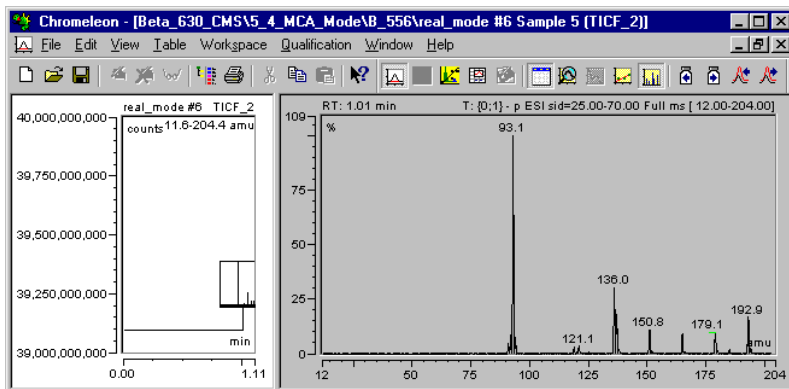 Chromeleon - [Beta_630_CMS\5_4_MCA_Mode\B_556\real_mode #6 Sample 5 (TICF_2)]
File Edit View Table Workspace Qualification Window Help
real_mode #6 TICF_2
40,000,000,000
counts 11.6-204.4 amu
39,750,000,000
39,500,000,000
39,250,000,000
39,000,000,000
min
0.00 1.11
RT: 1.01 min T: {0;1} - p ESI sid=25.00-70.00 Full ms [ 12.00-204.00]
109
%
93.1
75
50
136.0
25
121.1
150.8
179.1
192.9
amu
0
12 50 75 100 125 150 175 204